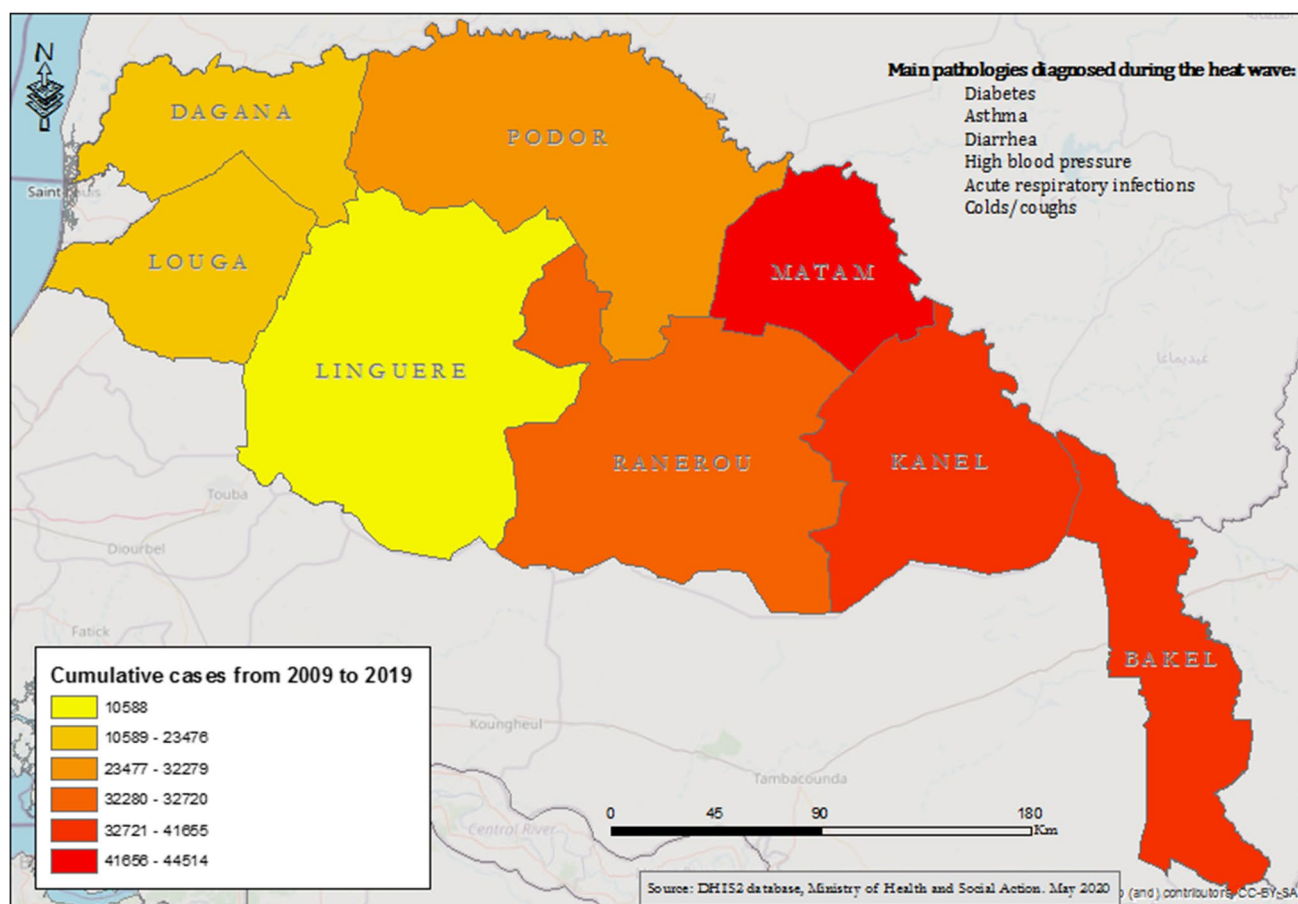 N
Main pathologies diagnosed during the heat wave:
Diabetes
Asthma
Diarrhea
High blood pressure
Acute respiratory infections
Colds/coughs
DAGANA
PODOR
Saint-Louis
LOUGA
MATAM
LINGUERE
غيديماغا
RANEROU
KANEL
Touba
Diourbel
Fatick
BAKEL
Cumulative cases from 2009 to 2019
10588
10589 - 23476
23477 - 32279
32280 - 32720
32721 - 41655
41656 - 44514
Koungheul
Tambacounda
0 45 90 180
Km
Central River
Source: DHIS2 database, Ministry of Health and Social Action. May 2020
(and) contributors, CC-BY-SA